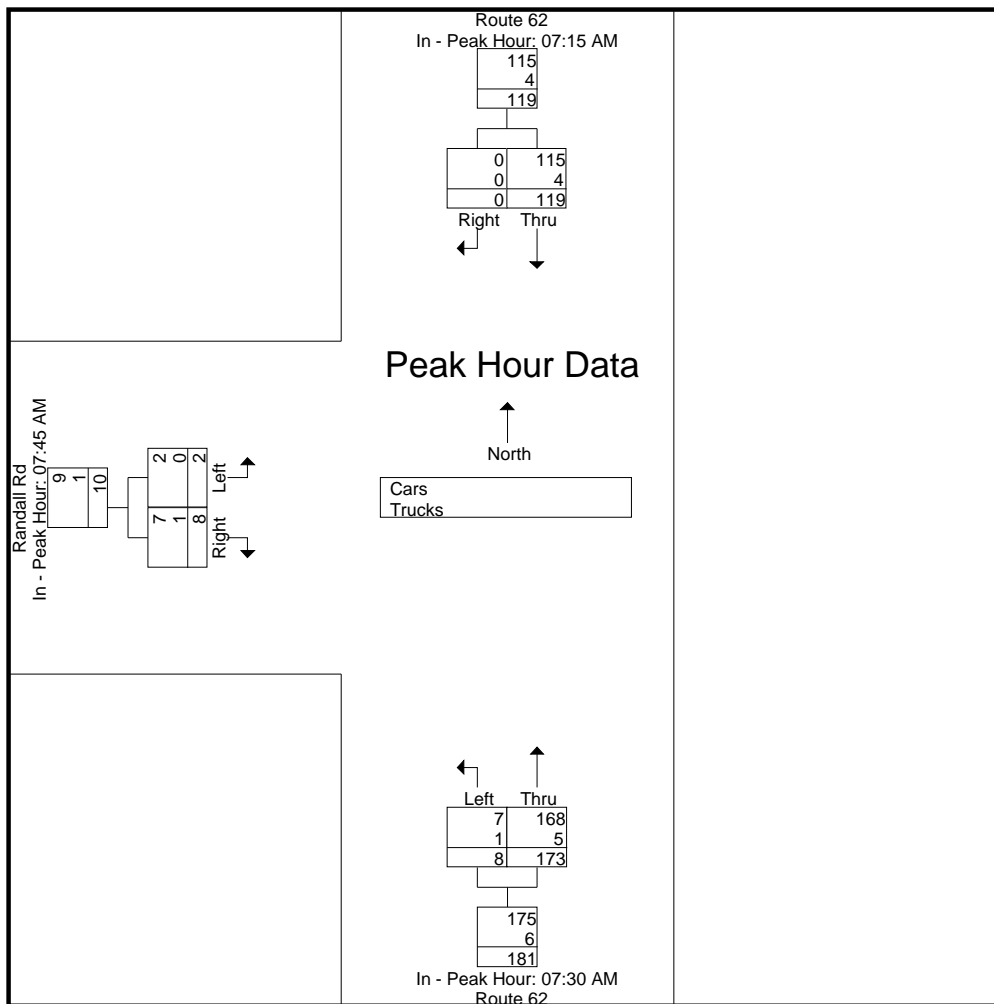 Route 62
In - Peak Hour: 07:15 AM
115
4
119
0 115
0 4
0 119
Right Thru
Peak Hour Data
North
Cars
Trucks
Randall Rd
In - Peak Hour: 07:45 AM
9
1
10
2
0
2
Left
7
1
8
Right
Left Thru
7 168
1 5
8 173
175
6
181
In - Peak Hour: 07:30 AM
Route 62